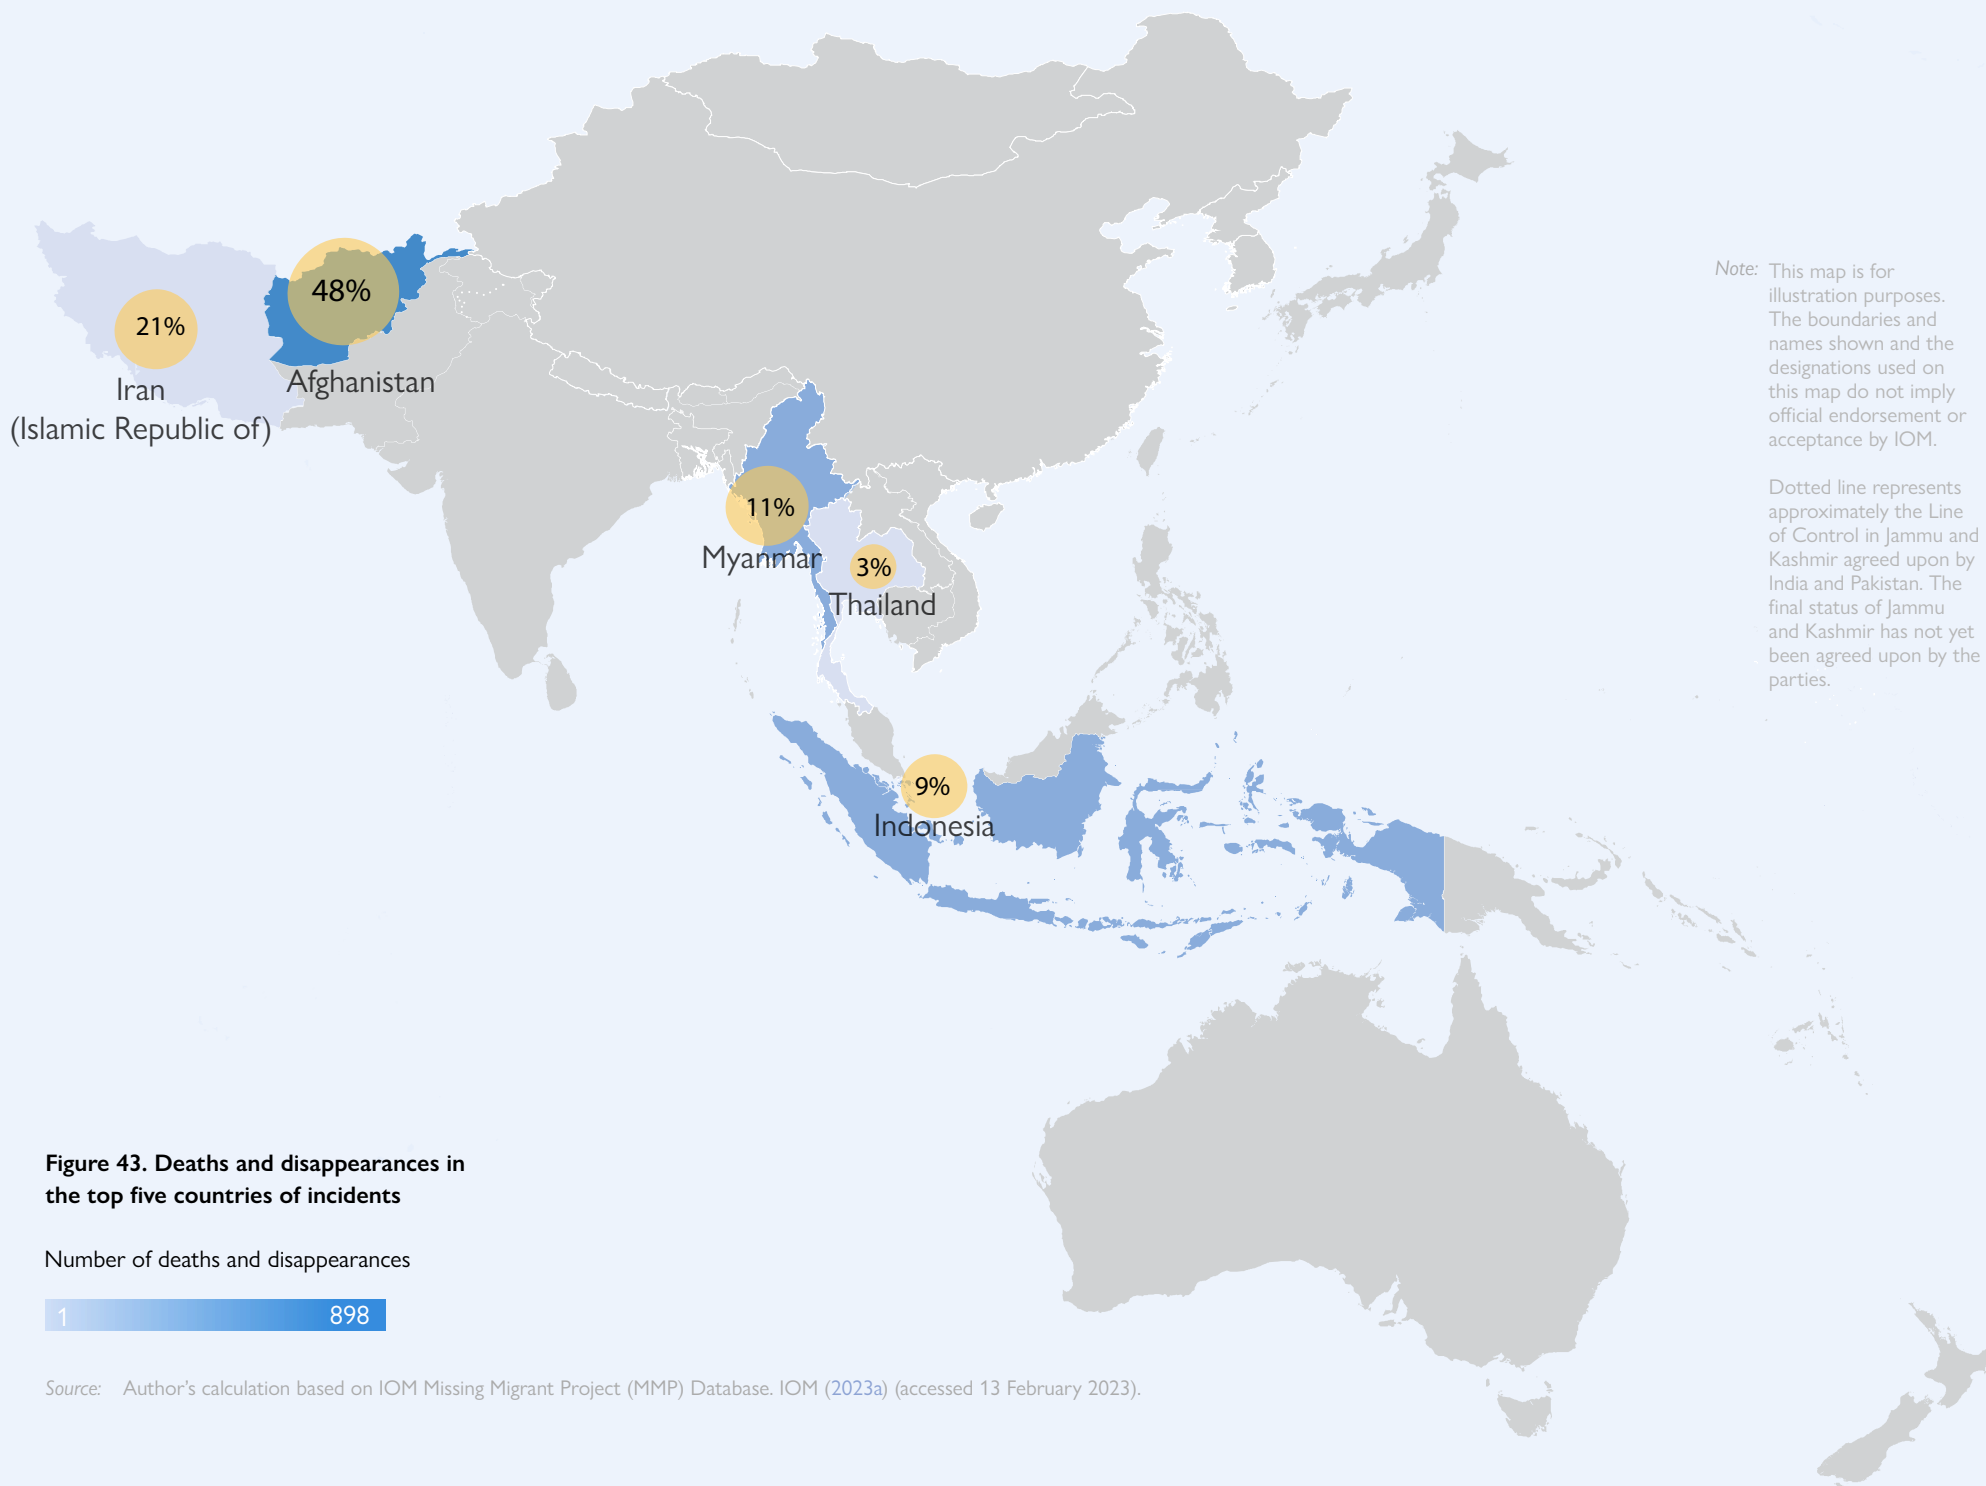 48%
21%
Afghanistan
Iran
(Islamic Republic of)
11%
Myanmar
3%
Thailand
9%
Indonesia
Note: This map is for
illustration purposes.
The boundaries and
names shown and the
designations used on
this map do not imply
official endorsement or
acceptance by IOM.
Dotted line represents
approximately the Line
of Control in Jammu and
Kashmir agreed upon by
India and Pakistan. The
final status of Jammu
and Kashmir has not yet
been agreed upon by the
parties.
Figure 43. Deaths and disappearances in
the top five countries of incidents
Number of deaths and disappearances
1 898
Source: Author's calculation based on IOM Missing Migrant Project (MMP) Database. IOM (2023a) (accessed 13 February 2023).